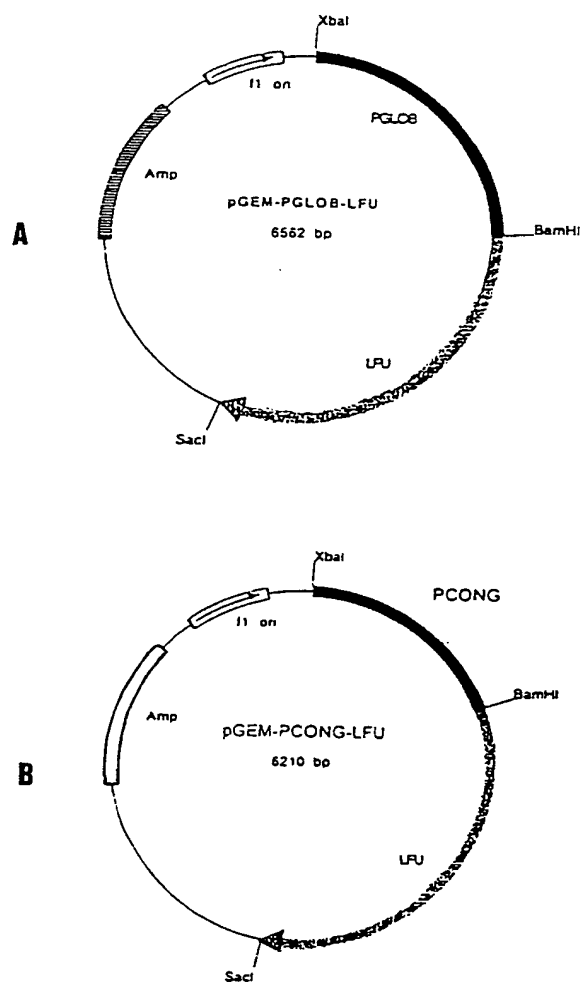 XbaI
f1 ori
PGLOB
Amp
pGEM-PGLOB-LFU
6562 bp
BamHI
A
LFU
SacI
XbaI
PCONG
f1 ori
BamHI
Amp
pGEM-PCONG-LFU
6210 bp
B
LFU
SacI